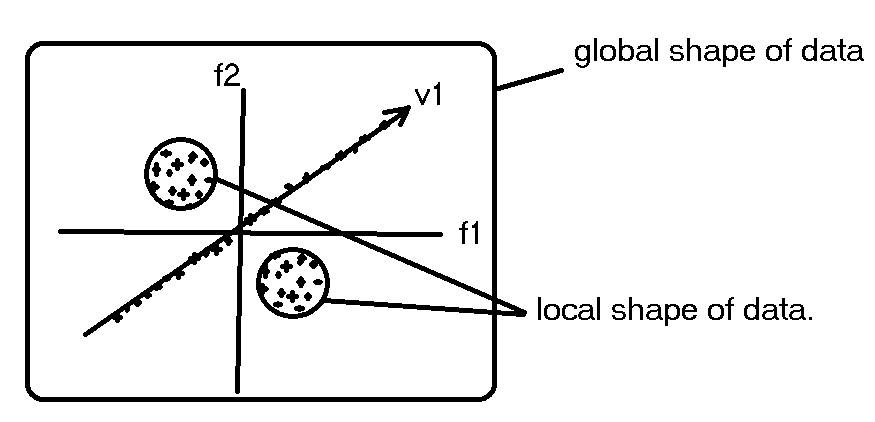 global shape of data
f2
v1
f1
local shape of data.